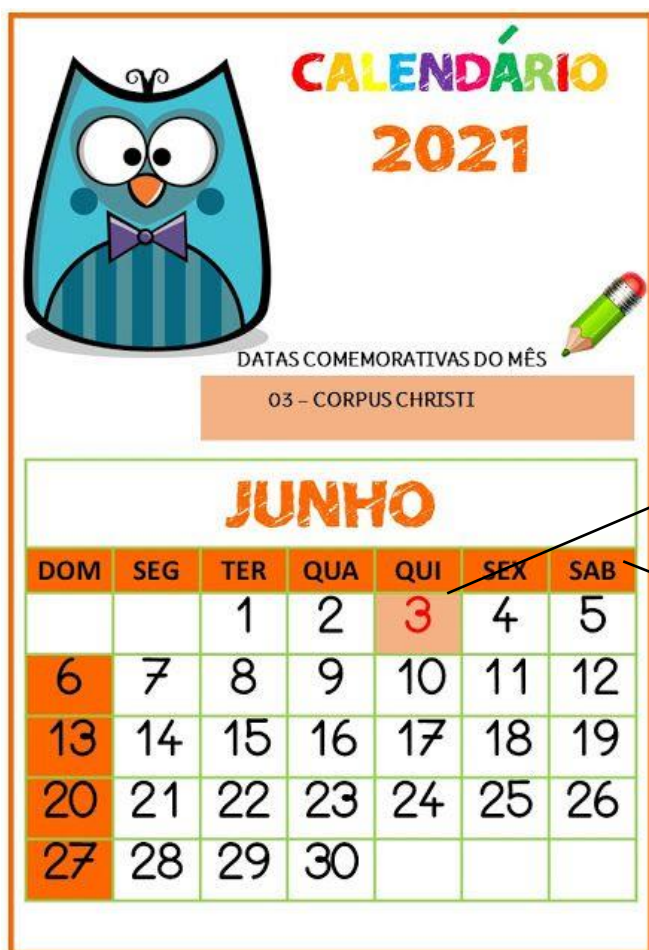 CALENDÁRIO
2021
DATAS COMEMORATIVAS DO MÊS
03 – CORPUS CHRISTI
JUNHO
DOM SEG TER QUA QUI SEX SAB
1 2 3 4 5
6 7 8 9 10 11 12
13 14 15 16 17 18 19
20 21 22 23 24 25 26
27 28 29 30